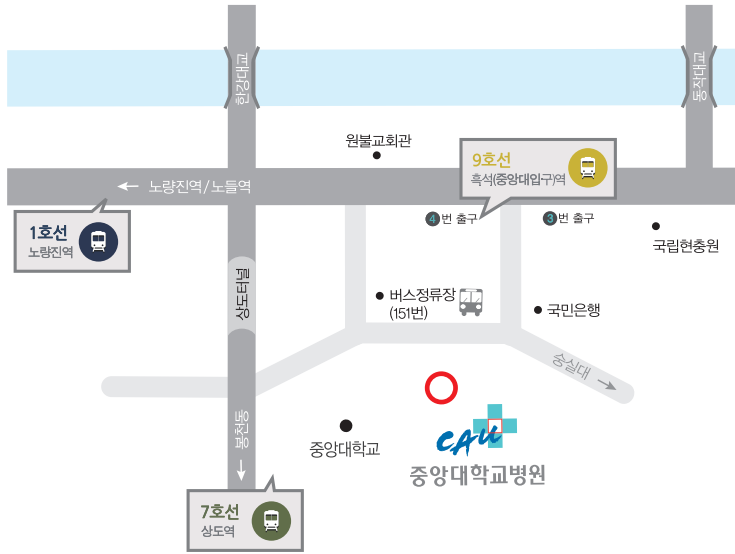 한강대교
동작대교
원불교회관
9호선
흑석(중앙대입구)역
노량진역/노들역
1호선
노량진역
4번 출구
3번 출구
국립현충원
상도터널
버스정류장
(151번)
국민은행
숭실대
봉천동
중앙대학교
CAU
중앙대학교병원
7호선
상도역